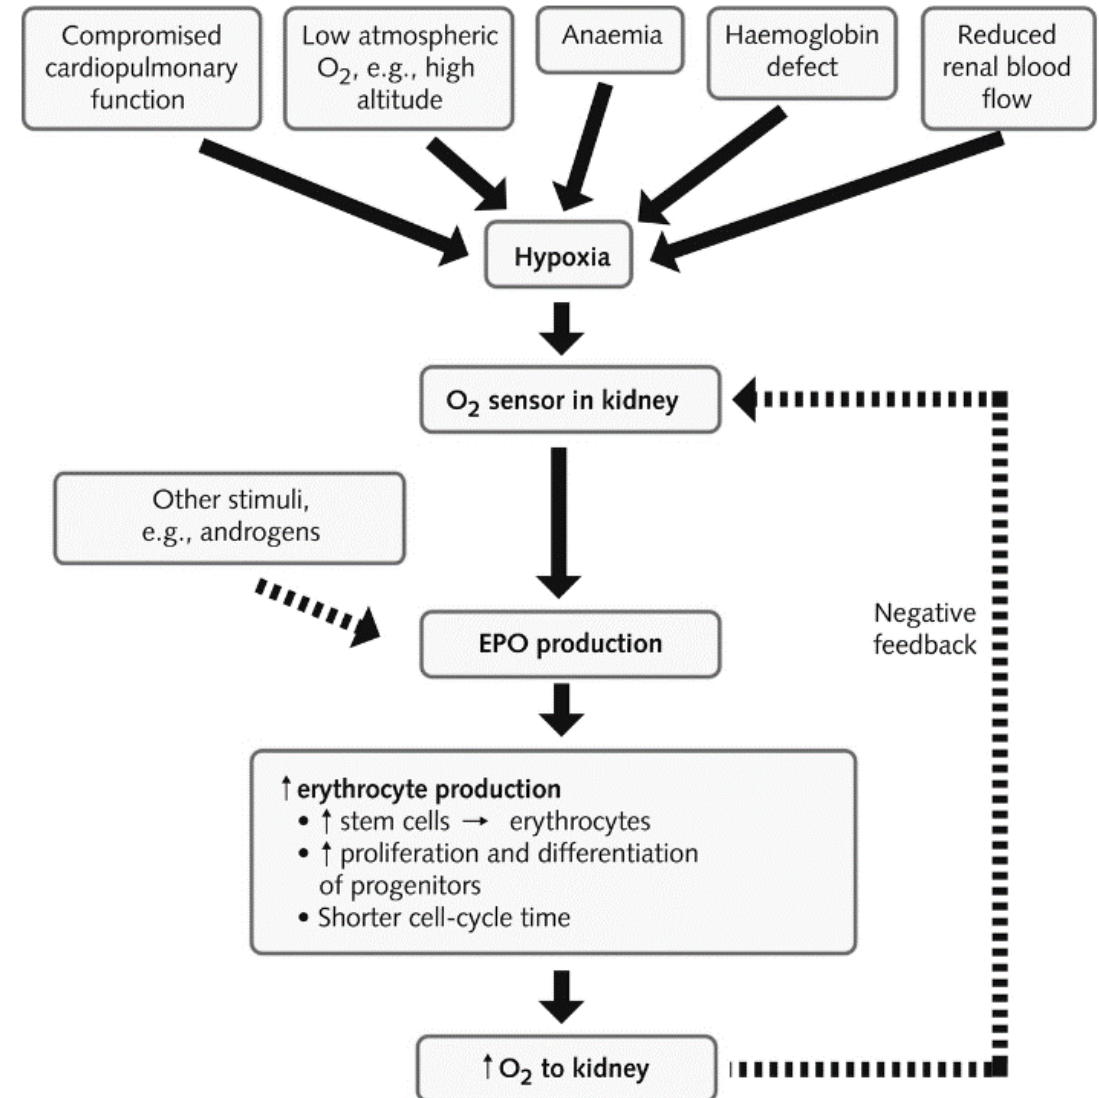 Compromised
cardiopulmonary
function
Low atmospheric
O₂, e.g., high
altitude
Anaemia
Haemoglobin
defect
Reduced
renal blood
flow
Hypoxia
O₂ sensor in kidney
Other stimuli,
e.g., androgens
Negative
feedback
EPO production
↑ erythrocyte production
• ↑ stem cells → erythrocytes
• ↑ proliferation and differentiation
of progenitors
• Shorter cell-cycle time
↑ O₂ to kidney